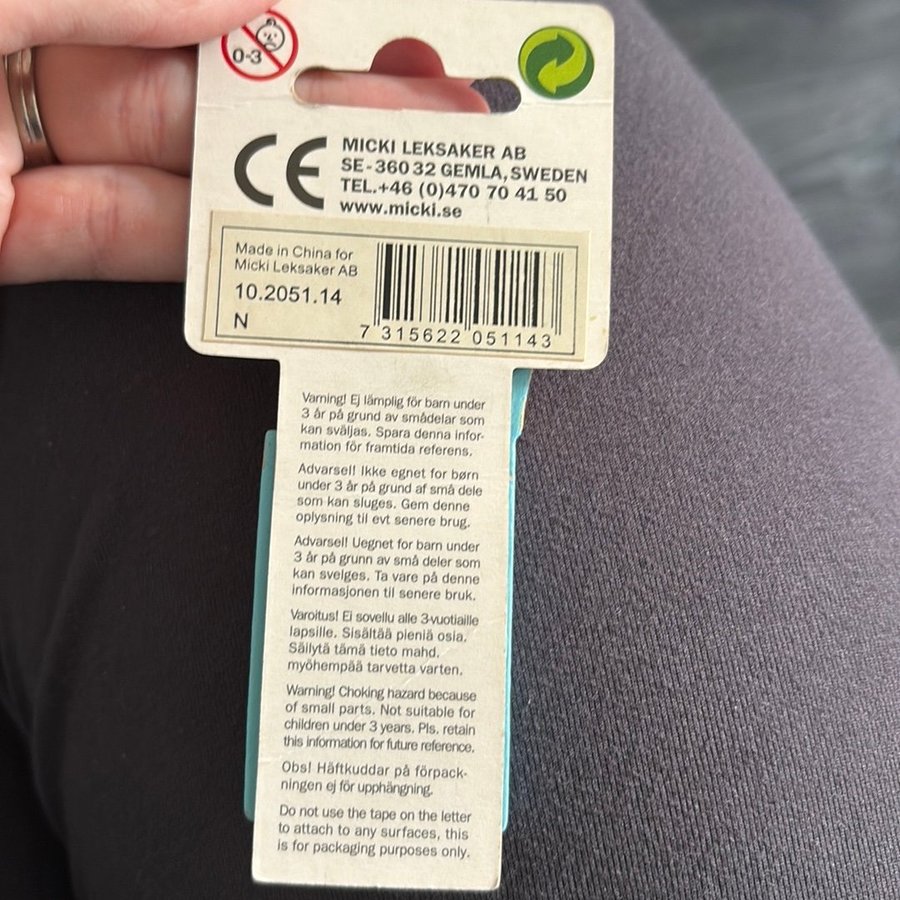 0-3
CE
MICKI LEKSAKER AB
SE-360 32 GEMLA, SWEDEN
TEL.+46 (0)470 70 41 50
www.micki.se
Made in China for
Micki Leksaker AB
10.2051.14
N
7 315622 051143
Varning! Ej lämplig för barn under
3 år på grund av smådelar som
kan sväljas. Spara denna infor-
mation för framtida referens.
Advarsel! Ikke egnet for børn
under 3 år på grund af små dele
som kan sluges. Gem denne
oplysning til evt senere brug.
Advarsel! Uegnet for barn under
3 år på grunn av små deler som
kan svelges. Ta vare på denne
informasjonen til senere bruk.
Varoitus! Ei sovellu alle 3-vuotiaille
lapsille. Sisältää pieniä osia.
Säilytä tämä tieto mahd.
myöhempää tarvetta varten.
Warning! Choking hazard because
of small parts. Not suitable for
children under 3 years. Pls. retain
this information for future reference.
Obs! Häftkuddar på förpack-
ningen ej för upphängning.
Do not use the tape on the letter
to attach to any surfaces, this
is for packaging purposes only.